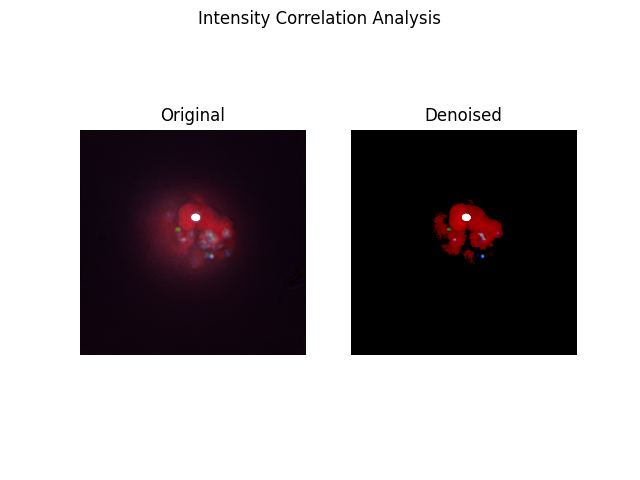 Intensity Correlation Analysis
Original
Denoised